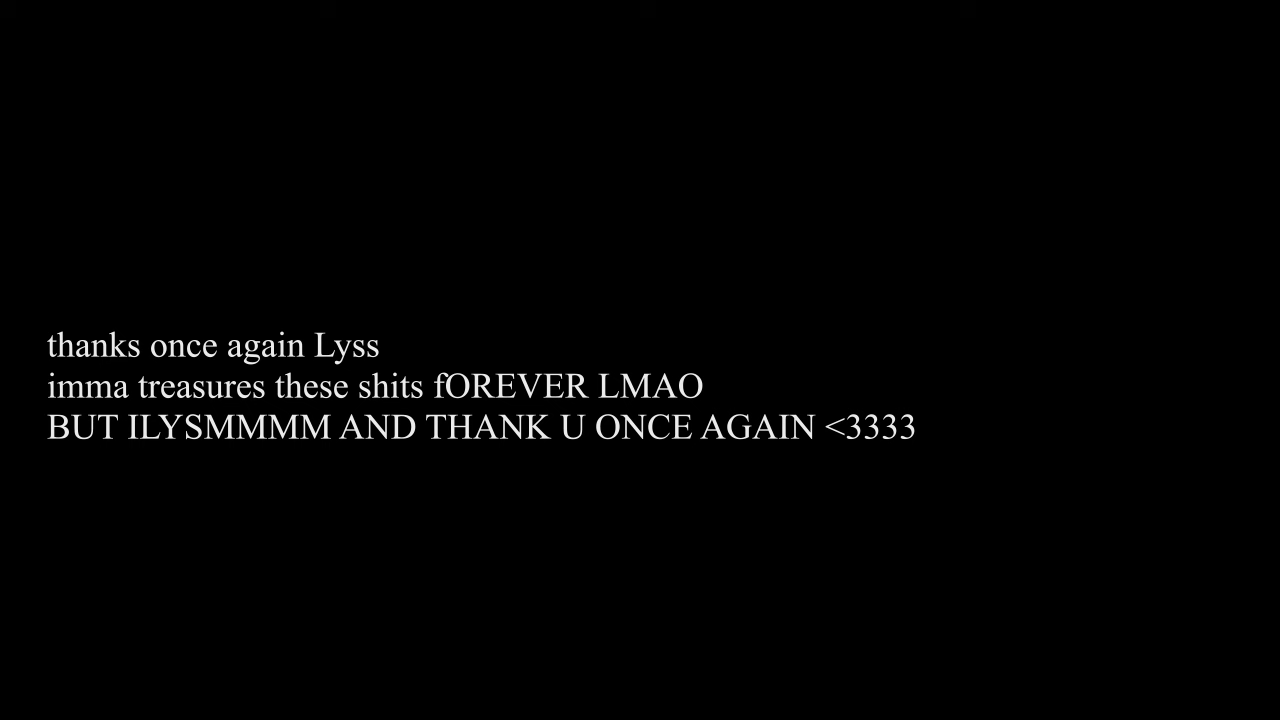 thanks once again Lyss
imma treasures these shits fOREVER LMAO
BUT ILYSMMMM AND THANK U ONCE AGAIN <3333